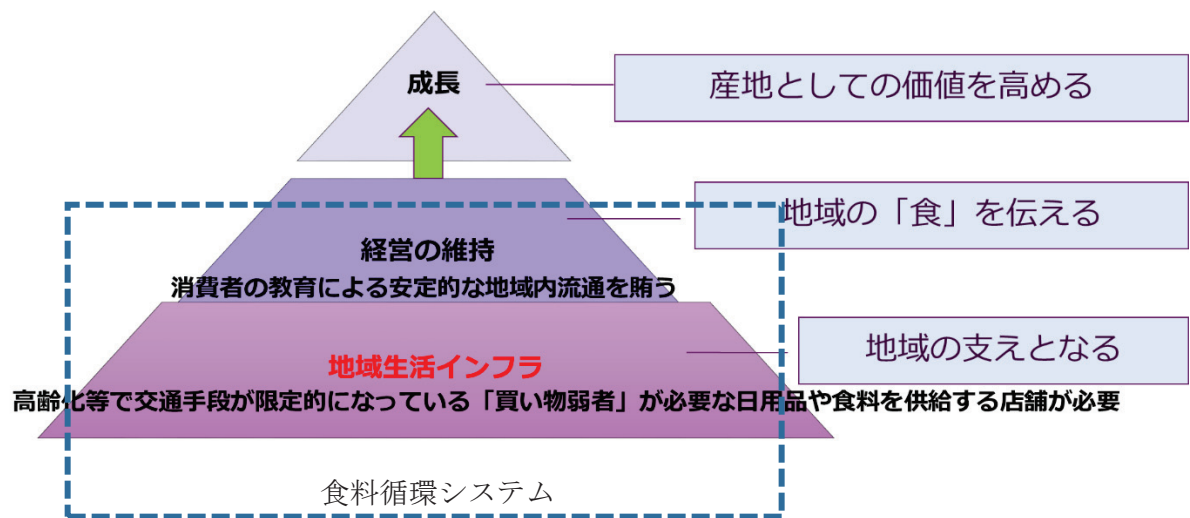 成長
産地としての価値を高める
地域の「食」を伝える
経営の維持
消費者の教育による安定的な地域内流通を賄う
地域の支えとなる
地域生活インフラ
高齢化等で交通手段が限定的になっている「買い物弱者」が必要な日用品や食料を供給する店舗が必要
食料循環システム